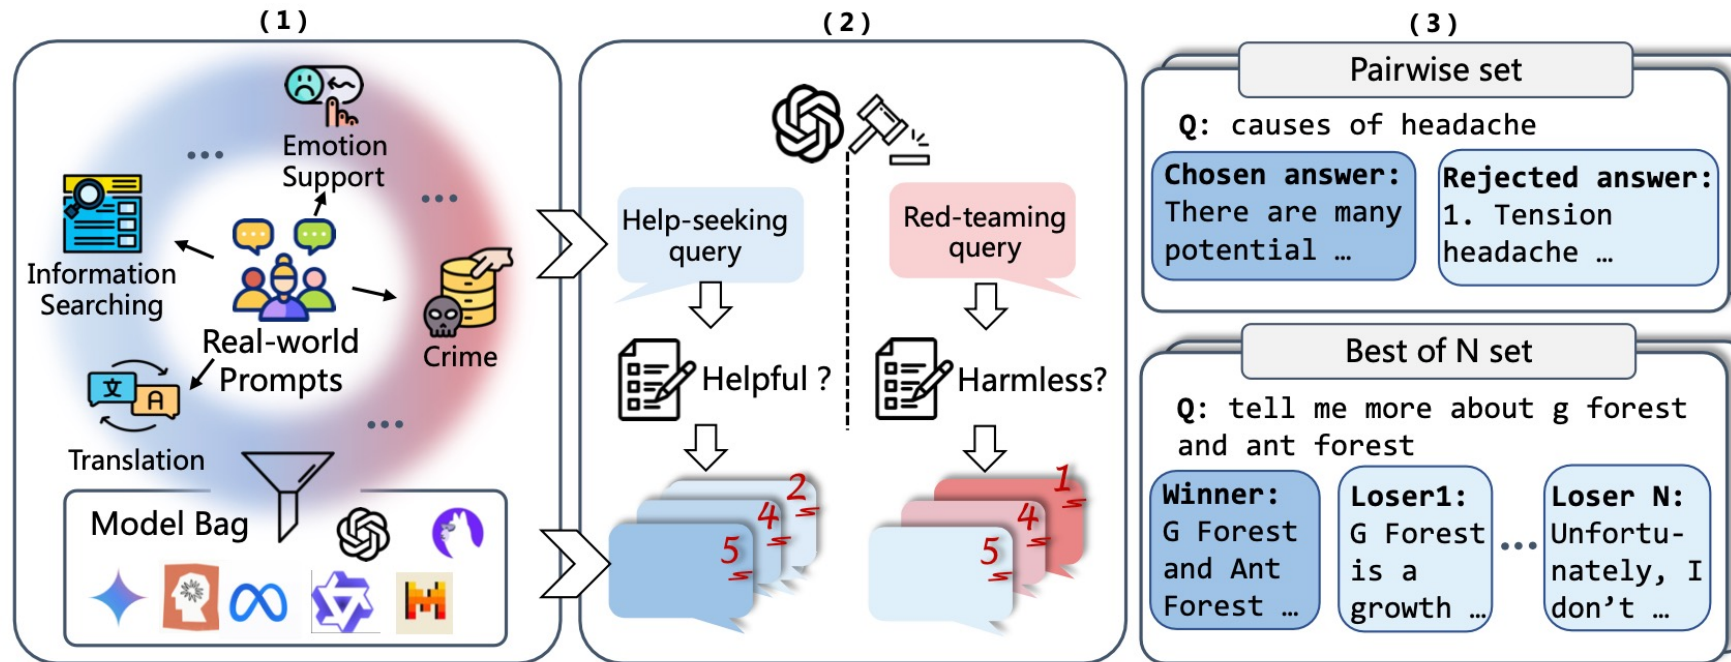 (1)
Emotion
Support
...
...
Information
Searching
Real-world
Prompts
Crime
文
A
Translation
...
Model Bag
(2)
Help-seeking
query
Red-teaming
query
Helpful ?
Harmless?
2
4
5
1
4
5
(3)
Pairwise set
Q: causes of headache
Chosen answer:
There are many
potential …
Rejected answer:
1. Tension
headache …
Best of N set
Q: tell me more about g forest
and ant forest
Winner:
G Forest
and Ant
Forest …
Loser1:
G Forest
is a
growth …
...
Loser N:
Unfortu-
nately, I
don't …